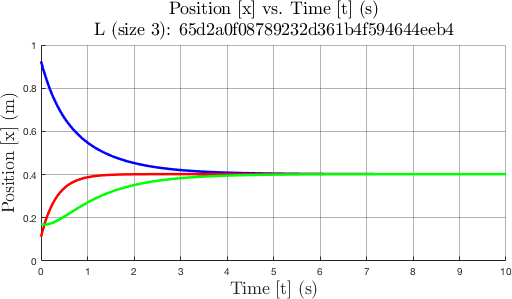 Position [x] vs. Time [t] (s)
L (size 3): 65d2a0f08789232d361b4f594644eeb4
Position [x] (m)
1
0.8
0.6
0.4
0.2
0
0 1 2 3 4 5 6 7 8 9 10
Time [t] (s)